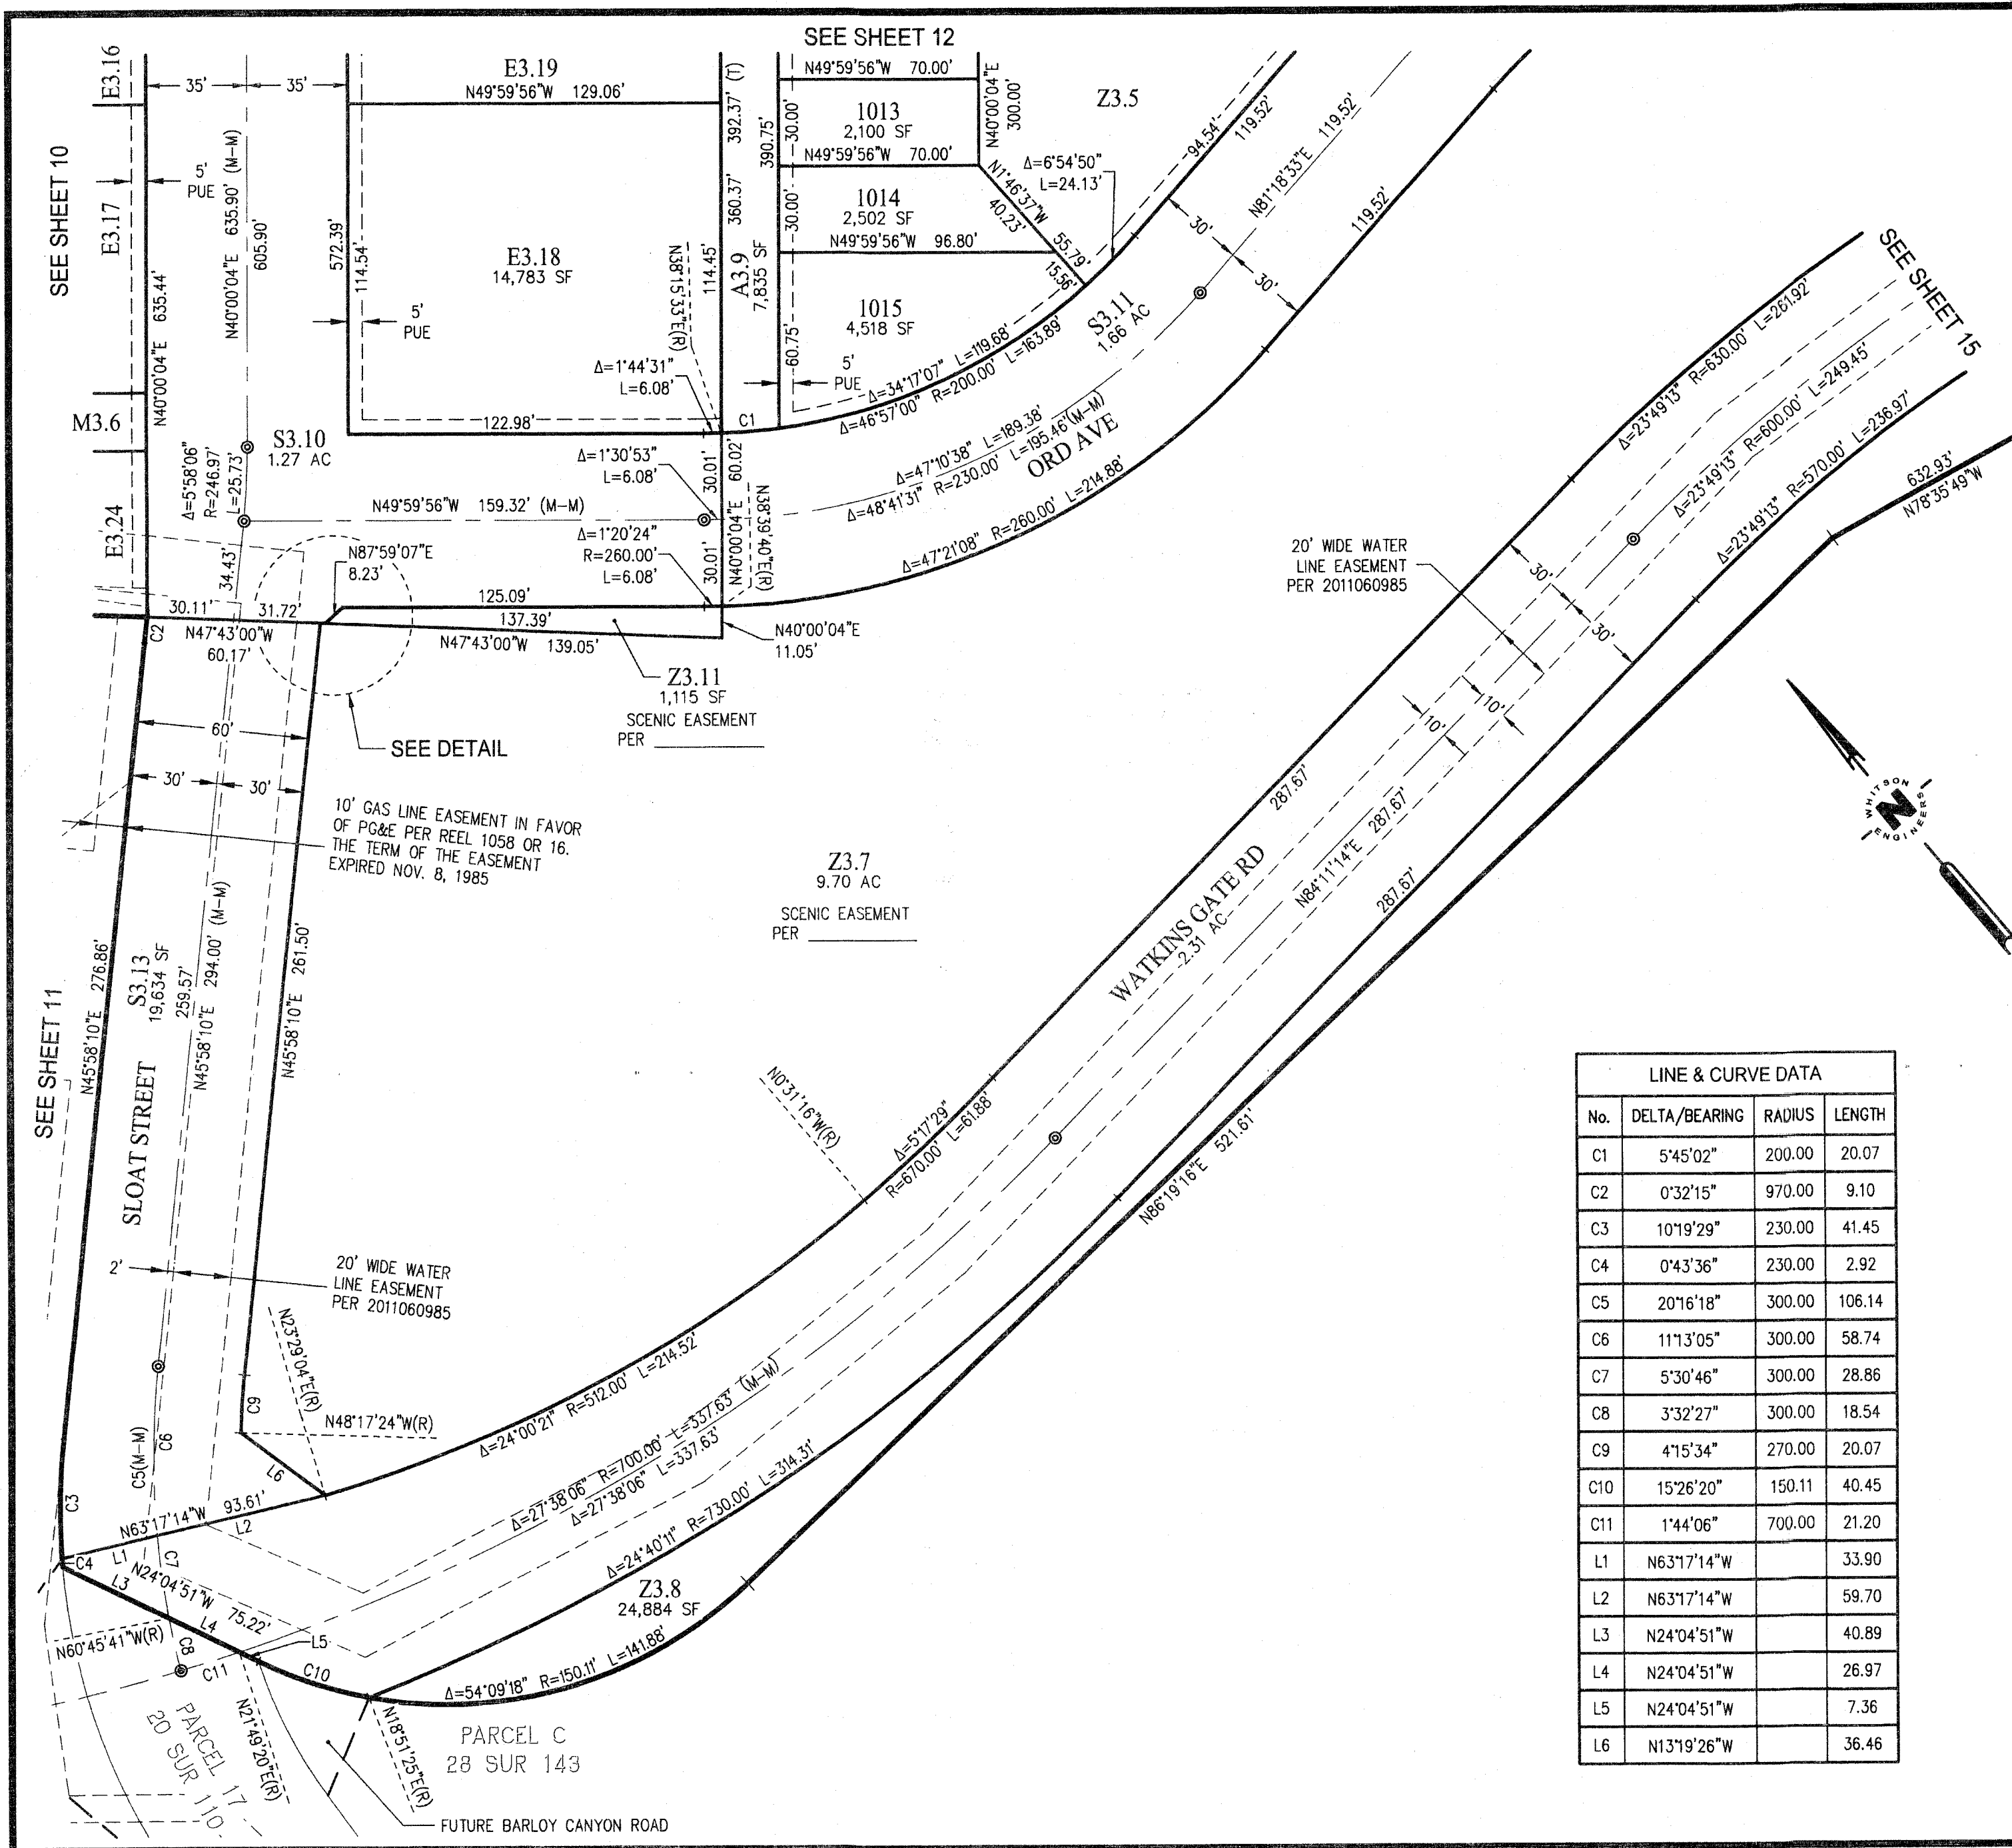 SEE SHEET 12
E3.16
35'
35'
E3.19
N49°59'56"W 129.06'
392.37' (T)
N49°59'56"W 70.00'
N40°00'04"E
300.00'
Z3.5
SEE SHEET 10
5'
PUE
E3.17
N40°00'04"E 635.44'
N40°00'04"E 635.90' (M-M)
605.90'
572.39'
114.54'
5'
PUE
E3.18
14,783 SF
360.37'
114.45'
N38°15'33"E(R)
A3.9
7,835 SF
390.75'
30.00'
1013
2,100 SF
N49°59'56"W 70.00'
30.00'
1014
2,502 SF
N49°59'56"W 96.80'
N1°46'37"W
40.23'
55.79'
15.56'
1015
4,518 SF
60.75'
5'
PUE
Δ=6°54'50"
L=24.13'
94.54'
119.52'
N81°18'33"E 119.52'
119.52'
30'
30'
S3.11
1.66 AC
Δ=34°17'07" L=119.68'
Δ=46°57'00" R=200.00' L=163.89'
Δ=47°10'38" L=189.38'
Δ=48°41'31" R=230.00' L=195.46'(M-M)
ORD AVE
Δ=47°21'08" R=260.00' L=214.88'
Δ=1°44'31"
L=6.08'
C1
122.98'
M3.6
S3.10
1.27 AC
Δ=5°58'06"
R=246.97'
L=25.73'
N49°59'56"W 159.32' (M-M)
Δ=1°30'53"
L=6.08'
30.01'
60.02'
N40°00'04"E
N38°39'40"E(R)
30.01'
Δ=1°20'24"
R=260.00'
L=6.08'
E3.24
34.43'
N87°59'07"E
8.23'
125.09'
30.11'
31.72'
137.39'
N47°43'00"W
60.17'
N47°43'00"W 139.05'
N40°00'04"E
11.05'
C2
Z3.11
1,115 SF
SCENIC EASEMENT
PER
60'
SEE DETAIL
30'
30'
10' GAS LINE EASEMENT IN FAVOR
OF PG&E PER REEL 1058 OR 16.
THE TERM OF THE EASEMENT
EXPIRED NOV. 8, 1985
20' WIDE WATER
LINE EASEMENT
PER 2011060985
SEE SHEET 15
Δ=23°49'13" R=630.00' L=261.92'
Δ=23°49'13" R=600.00' L=249.45'
Δ=23°49'13" R=570.00' L=236.97'
632.93'
N78°35'49"W
30'
30'
10'
10'
WHITSON
N
ENGINEERS
Z3.7
9.70 AC
SCENIC EASEMENT
PER
287.67'
WATKINS GATE RD
2.31 AC
N84°11'14"E 287.67'
287.67'
SEE SHEET 11
N45°58'10"E 276.86'
S3.13
19,634 SF
259.57'
N45°58'10"E 294.00' (M-M)
N45°58'10"E 261.50'
SLOAT STREET
N0°31'16"W(R)
Δ=5°17'29"
R=670.00' L=61.88'
N86°19'16"E 521.61'
2'
20' WIDE WATER
LINE EASEMENT
PER 2011060985
N23°29'04"E(R)
N48°17'24"W(R)
C9
Δ=24°00'21" R=512.00' L=214.52'
C5(M-M)
C6
L6
C3
N63°17'14"W 93.61'
L2
L1
C4
C7
Δ=27°38'06" R=700.00' L=337.63' (M-M)
Δ=27°38'06" L=337.63'
Δ=24°40'11" R=730.00' L=314.31'
L3
N24°04'51"W 75.22'
L4
L5
N60°45'41"W(R)
C8
C11
C10
Z3.8
24,884 SF
Δ=54°09'18" R=150.11' L=141.88'
PARCEL 17
20 SUR 110
N21°49'20"E(R)
N18°51'25"E(R)
PARCEL C
28 SUR 143
FUTURE BARLOY CANYON ROAD
LINE & CURVE DATA
No. DELTA/BEARING RADIUS LENGTH
C1 5°45'02" 200.00 20.07
C2 0°32'15" 970.00 9.10
C3 10°19'29" 230.00 41.45
C4 0°43'36" 230.00 2.92
C5 20°16'18" 300.00 106.14
C6 11°13'05" 300.00 58.74
C7 5°30'46" 300.00 28.86
C8 3°32'27" 300.00 18.54
C9 4°15'34" 270.00 20.07
C10 15°26'20" 150.11 40.45
C11 1°44'06" 700.00 21.20
L1 N63°17'14"W 33.90
L2 N63°17'14"W 59.70
L3 N24°04'51"W 40.89
L4 N24°04'51"W 26.97
L5 N24°04'51"W 7.36
L6 N13°19'26"W 36.46